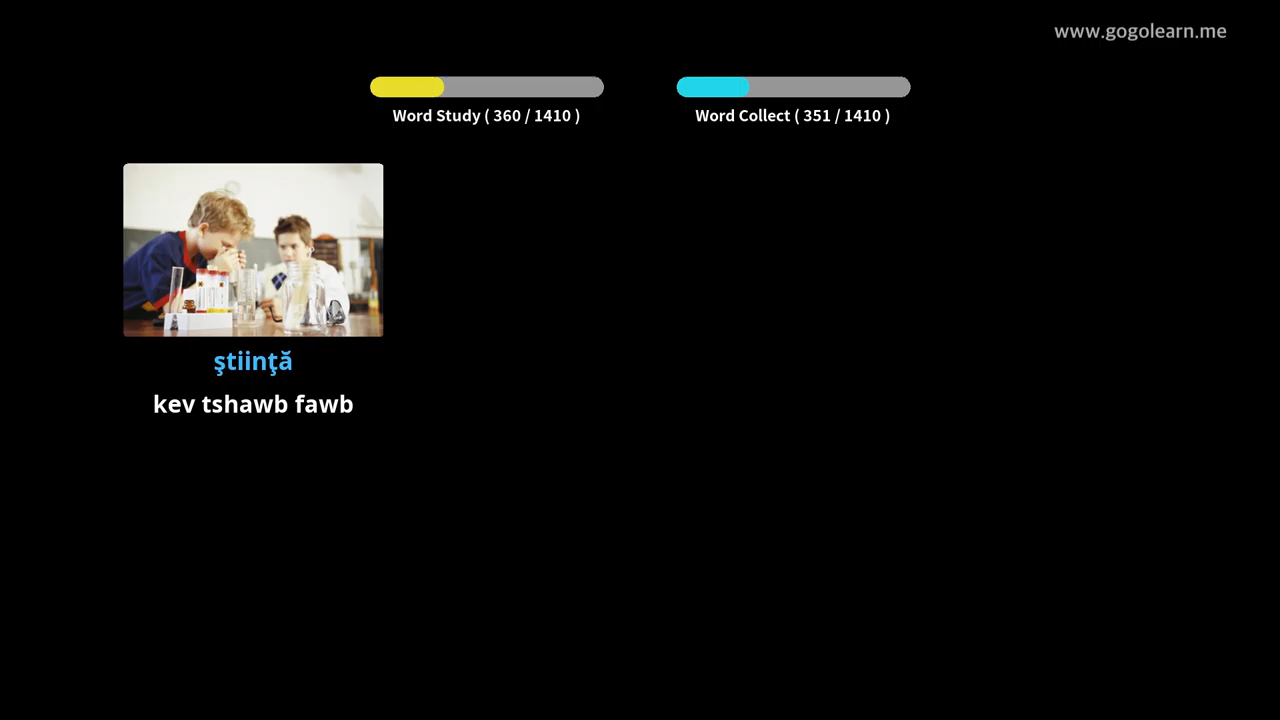 www.gogolearn.me
Word Study ( 360 / 1410 )
Word Collect ( 351 / 1410 )
ştiinţă
kev tshawb fawb